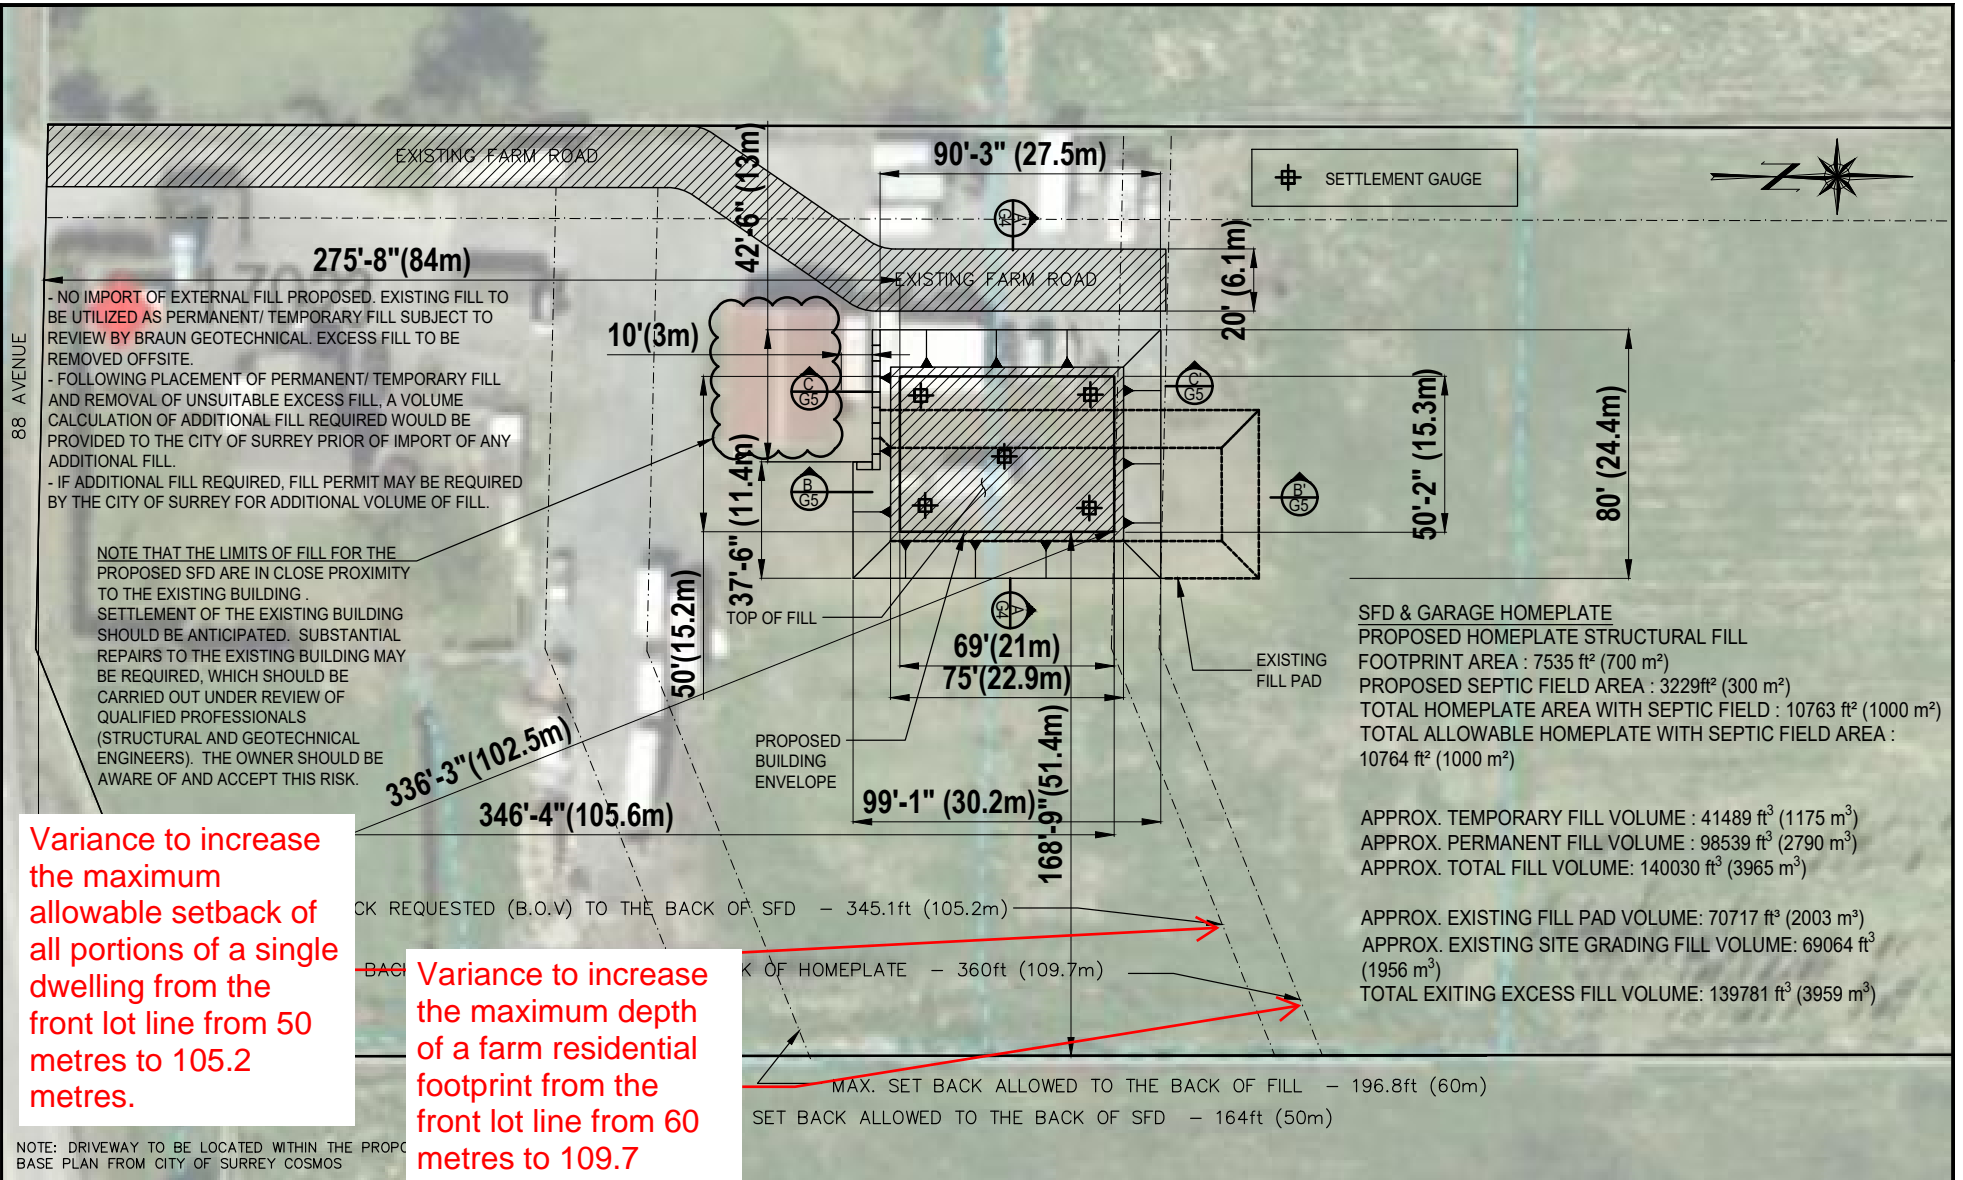 EXISTING FARM ROAD
42'-6" (13m)
90'-3" (27.5m)
SETTLEMENT GAUGE
A'
G4
275'-8"(84m)
EXISTING FARM ROAD
20' (6.1m)
- NO IMPORT OF EXTERNAL FILL PROPOSED. EXISTING FILL TO
BE UTILIZED AS PERMANENT/ TEMPORARY FILL SUBJECT TO
REVIEW BY BRAUN GEOTECHNICAL. EXCESS FILL TO BE
REMOVED OFFSITE.
- FOLLOWING PLACEMENT OF PERMANENT/ TEMPORARY FILL
AND REMOVAL OF UNSUITABLE EXCESS FILL, A VOLUME
CALCULATION OF ADDITIONAL FILL REQUIRED WOULD BE
PROVIDED TO THE CITY OF SURREY PRIOR OF IMPORT OF ANY
ADDITIONAL FILL.
- IF ADDITIONAL FILL REQUIRED, FILL PERMIT MAY BE REQUIRED
BY THE CITY OF SURREY FOR ADDITIONAL VOLUME OF FILL.
88 AVENUE
10'(3m)
C
G5
C'
G5
B
G5
B'
G5
50'-2" (15.3m)
80' (24.4m)
37'-6" (11.4m)
50'(15.2m)
NOTE THAT THE LIMITS OF FILL FOR THE
PROPOSED SFD ARE IN CLOSE PROXIMITY
TO THE EXISTING BUILDING .
SETTLEMENT OF THE EXISTING BUILDING
SHOULD BE ANTICIPATED. SUBSTANTIAL
REPAIRS TO THE EXISTING BUILDING MAY
BE REQUIRED, WHICH SHOULD BE
CARRIED OUT UNDER REVIEW OF
QUALIFIED PROFESSIONALS
(STRUCTURAL AND GEOTECHNICAL
ENGINEERS). THE OWNER SHOULD BE
AWARE OF AND ACCEPT THIS RISK.
TOP OF FILL
A
G4
69'(21m)
75'(22.9m)
EXISTING
FILL PAD
PROPOSED
BUILDING
ENVELOPE
168'-9"(51.4m)
99'-1" (30.2m)
336'-3"(102.5m)
346'-4"(105.6m)
SFD & GARAGE HOMEPLATE
PROPOSED HOMEPLATE STRUCTURAL FILL
FOOTPRINT AREA : 7535 ft² (700 m²)
PROPOSED SEPTIC FIELD AREA : 3229ft² (300 m²)
TOTAL HOMEPLATE AREA WITH SEPTIC FIELD : 10763 ft² (1000 m²)
TOTAL ALLOWABLE HOMEPLATE WITH SEPTIC FIELD AREA :
10764 ft² (1000 m²)
APPROX. TEMPORARY FILL VOLUME : 41489 ft³ (1175 m³)
APPROX. PERMANENT FILL VOLUME : 98539 ft³ (2790 m³)
APPROX. TOTAL FILL VOLUME: 140030 ft³ (3965 m³)
APPROX. EXISTING FILL PAD VOLUME: 70717 ft³ (2003 m³)
APPROX. EXISTING SITE GRADING FILL VOLUME: 69064 ft³
(1956 m³)
TOTAL EXITING EXCESS FILL VOLUME: 139781 ft³ (3959 m³)
Variance to increase
the maximum
allowable setback of
all portions of a single
dwelling from the
front lot line from 50
metres to 105.2
metres.
CK REQUESTED (B.O.V) TO THE BACK OF SFD – 345.1ft (105.2m)
BACK OF HOMEPLATE – 360ft (109.7m)
Variance to increase
the maximum depth
of a farm residential
footprint from the
front lot line from 60
metres to 109.7
MAX. SET BACK ALLOWED TO THE BACK OF FILL – 196.8ft (60m)
SET BACK ALLOWED TO THE BACK OF SFD – 164ft (50m)
NOTE: DRIVEWAY TO BE LOCATED WITHIN THE PROPO
BASE PLAN FROM CITY OF SURREY COSMOS